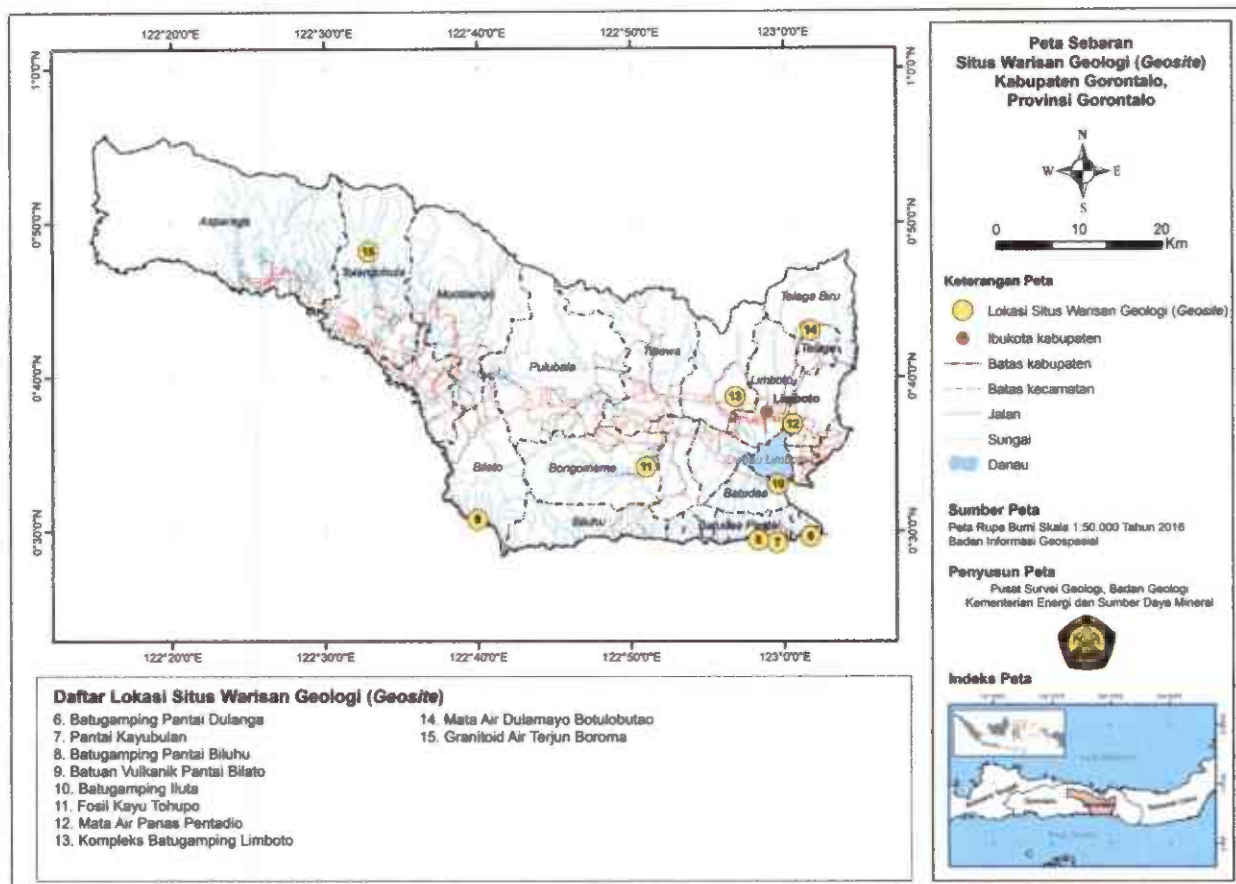 122°20'0"E 122°30'0"E 122°40'0"E 122°50'0"E 123°0'0"E
1°0'0"N 1°0'0"N
0°50'0"N 0°50'0"N
0°40'0"N 0°40'0"N
0°30'0"N 0°30'0"N
Asparaga
15
Tolangohula
Mootilango
Telaga Biru
14
Telaga
Tibawa
Pulubala
Limboto
13
Limboto
12
Danau Limboto
Bilato
Bongomeme
11
10
Batudaa
9
Biluhu
Batudaa Pantai
8
7
6
122°20'0"E 122°30'0"E 122°40'0"E 122°50'0"E 123°0'0"E
Daftar Lokasi Situs Warisan Geologi (Geosite)
6. Batugamping Pantai Dulanga
7. Pantai Kayubulan
8. Batugamping Pantai Biluhu
9. Batuan Vulkanik Pantai Bilato
10. Batugamping Iluta
11. Fosil Kayu Tohupo
12. Mata Air Panas Pentadio
13. Kompleks Batugamping Limboto
14. Mata Air Dulamayo Botulobutao
15. Granitoid Air Terjun Boroma
Peta Sebaran
Situs Warisan Geologi (Geosite)
Kabupaten Gorontalo,
Provinsi Gorontalo
N
W E
S
0 10 20
Km
Keterangan Peta
Lokasi Situs Warisan Geologi (Geosite)
Ibukota kabupaten
Batas kabupaten
Batas kecamatan
Jalan
Sungai
Danau
Sumber Peta
Peta Rupa Bumi Skala 1:50.000 Tahun 2016
Badan Informasi Geospasial
Penyusun Peta
Pusat Survei Geologi, Badan Geologi
Kementerian Energi dan Sumber Daya Mineral
Indeks Peta